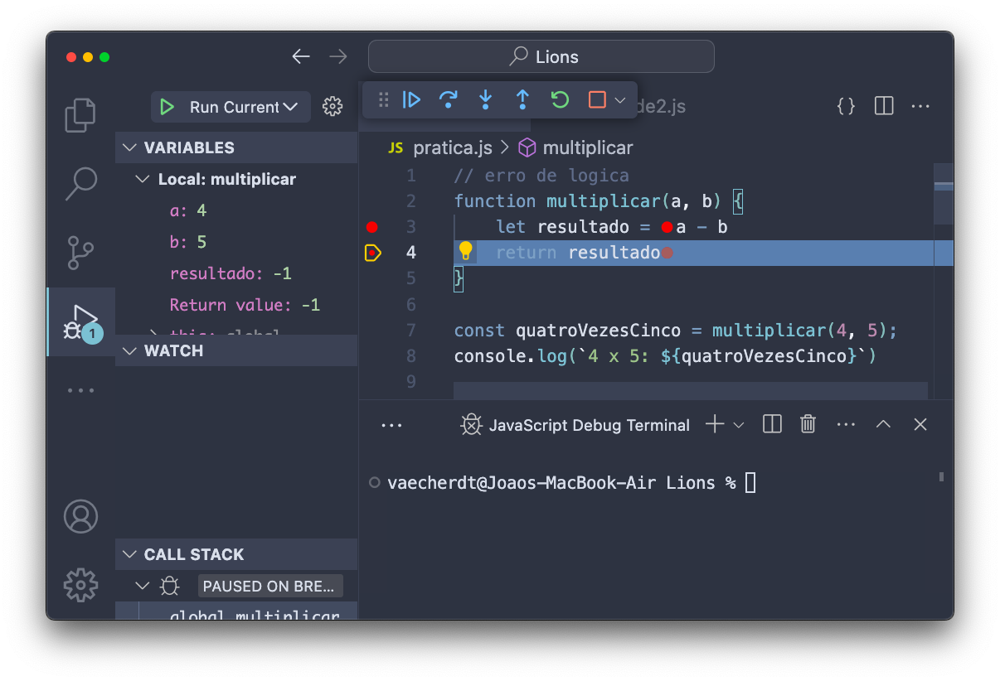 Lions
Run Current
de2.js
VARIABLES
Local: multiplicar
a: 4
b: 5
resultado: -1
Return value: -1
this: global
WATCH
CALL STACK
PAUSED ON BRE...
global.multiplicar
1
JS pratica.js > multiplicar
1 // erro de logica
2 function multiplicar(a, b) {
3 let resultado = a - b
4 return resultado
5 }
6
7 const quatroVezesCinco = multiplicar(4, 5);
8 console.log(`4 x 5: ${quatroVezesCinco}`)
9
JavaScript Debug Terminal
vaecherdt@Joaos-MacBook-Air Lions %